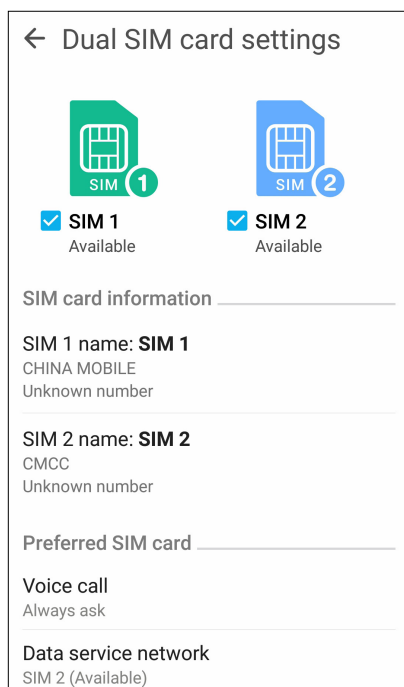 Dual SIM card settings
SIM 1
SIM 2
SIM 1
SIM 2
Available
Available
SIM card information
SIM 1 name: SIM 1
CHINA MOBILE
Unknown number
SIM 2 name: SIM 2
CMCC
Unknown number
Preferred SIM card
Voice call
Always ask
Data service network
SIM 2 (Available)